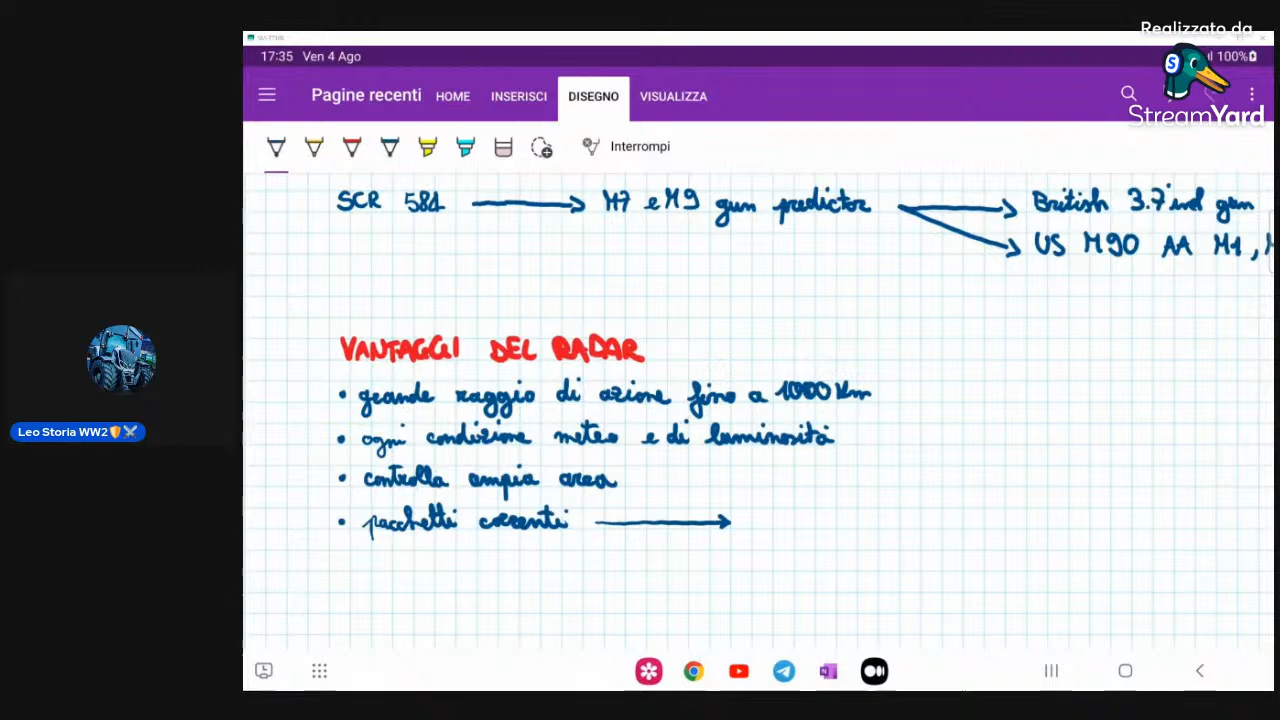 Realizzato da
17:35 Ven 4 Ago
100%
StreamYard
Pagine recenti HOME INSERISCI DISEGNO VISUALIZZA
Interrompi
SCR 584 M7 e M9 gun predictor British 3.7 inch gun
US M90 AA M1,
VANTAGGI DEL RADAR
• grande raggio di azione fino a 1000 Km
• ogni condizione meteo e di luminosità
• controlla ampia area
• pacchetti coerenti
Leo Storia WW2